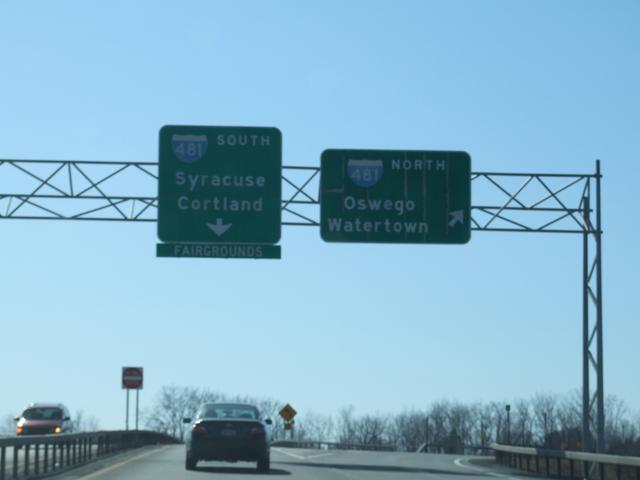 481 SOUTH
Syracuse
Cortland
FAIRGROUNDS
481 NORTH
Oswego
Watertown